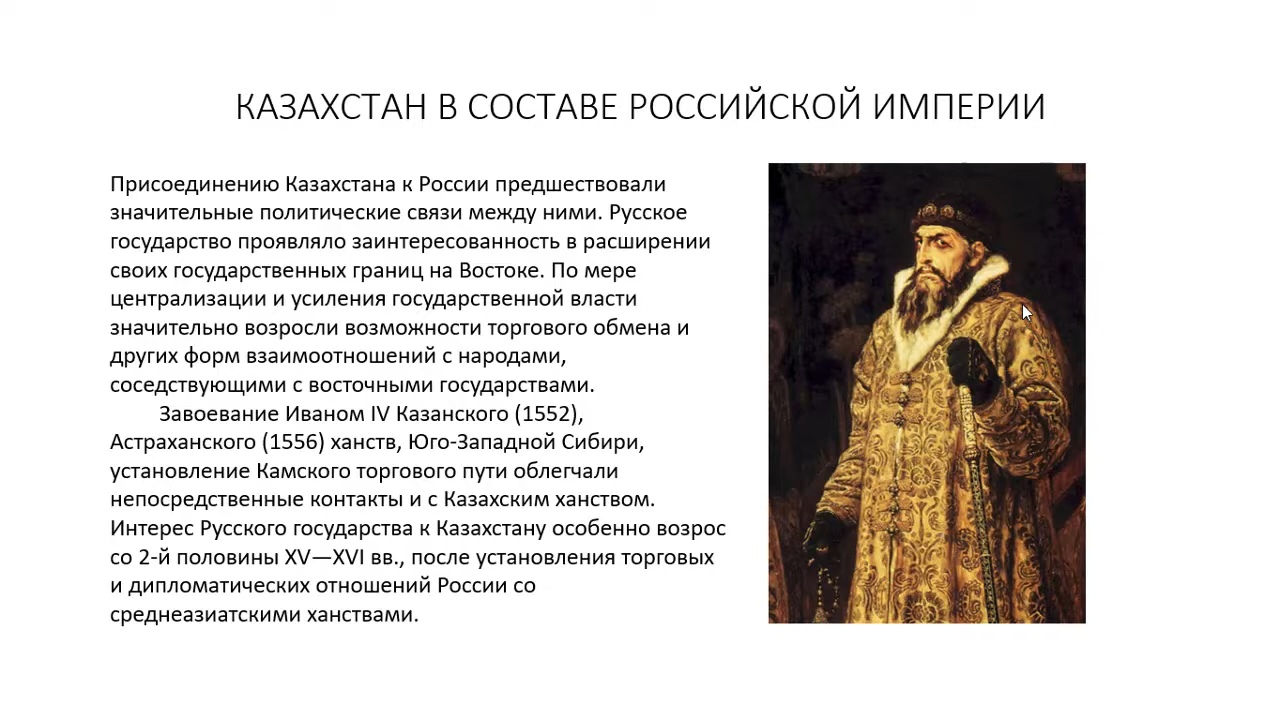 КАЗАХСТАН В СОСТАВЕ РОССИЙСКОЙ ИМПЕРИИ
Присоединению Казахстана к России предшествовали
значительные политические связи между ними. Русское
государство проявляло заинтересованность в расширении
своих государственных границ на Востоке. По мере
централизации и усиления государственной власти
значительно возросли возможности торгового обмена и
других форм взаимоотношений с народами,
соседствующими с восточными государствами.
Завоевание Иваном IV Казанского (1552),
Астраханского (1556) ханств, Юго-Западной Сибири,
установление Камского торгового пути облегчали
непосредственные контакты и с Казахским ханством.
Интерес Русского государства к Казахстану особенно возрос
со 2-й половины XV—XVI вв., после установления торговых
и дипломатических отношений России со
среднеазиатскими ханствами.